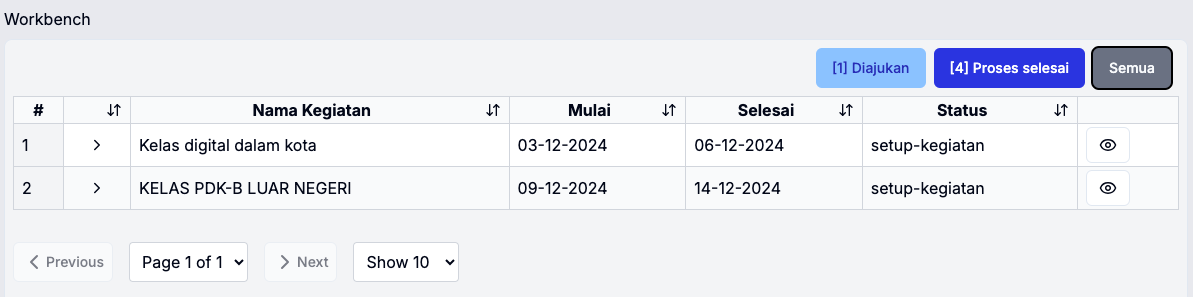 Workbench
[1] Diajukan [4] Proses selesai Semua
# Nama Kegiatan Mulai Selesai Status
1 Kelas digital dalam kota 03-12-2024 06-12-2024 setup-kegiatan
2 KELAS PDK-B LUAR NEGERI 09-12-2024 14-12-2024 setup-kegiatan
Previous Page 1 of 1 Next Show 10